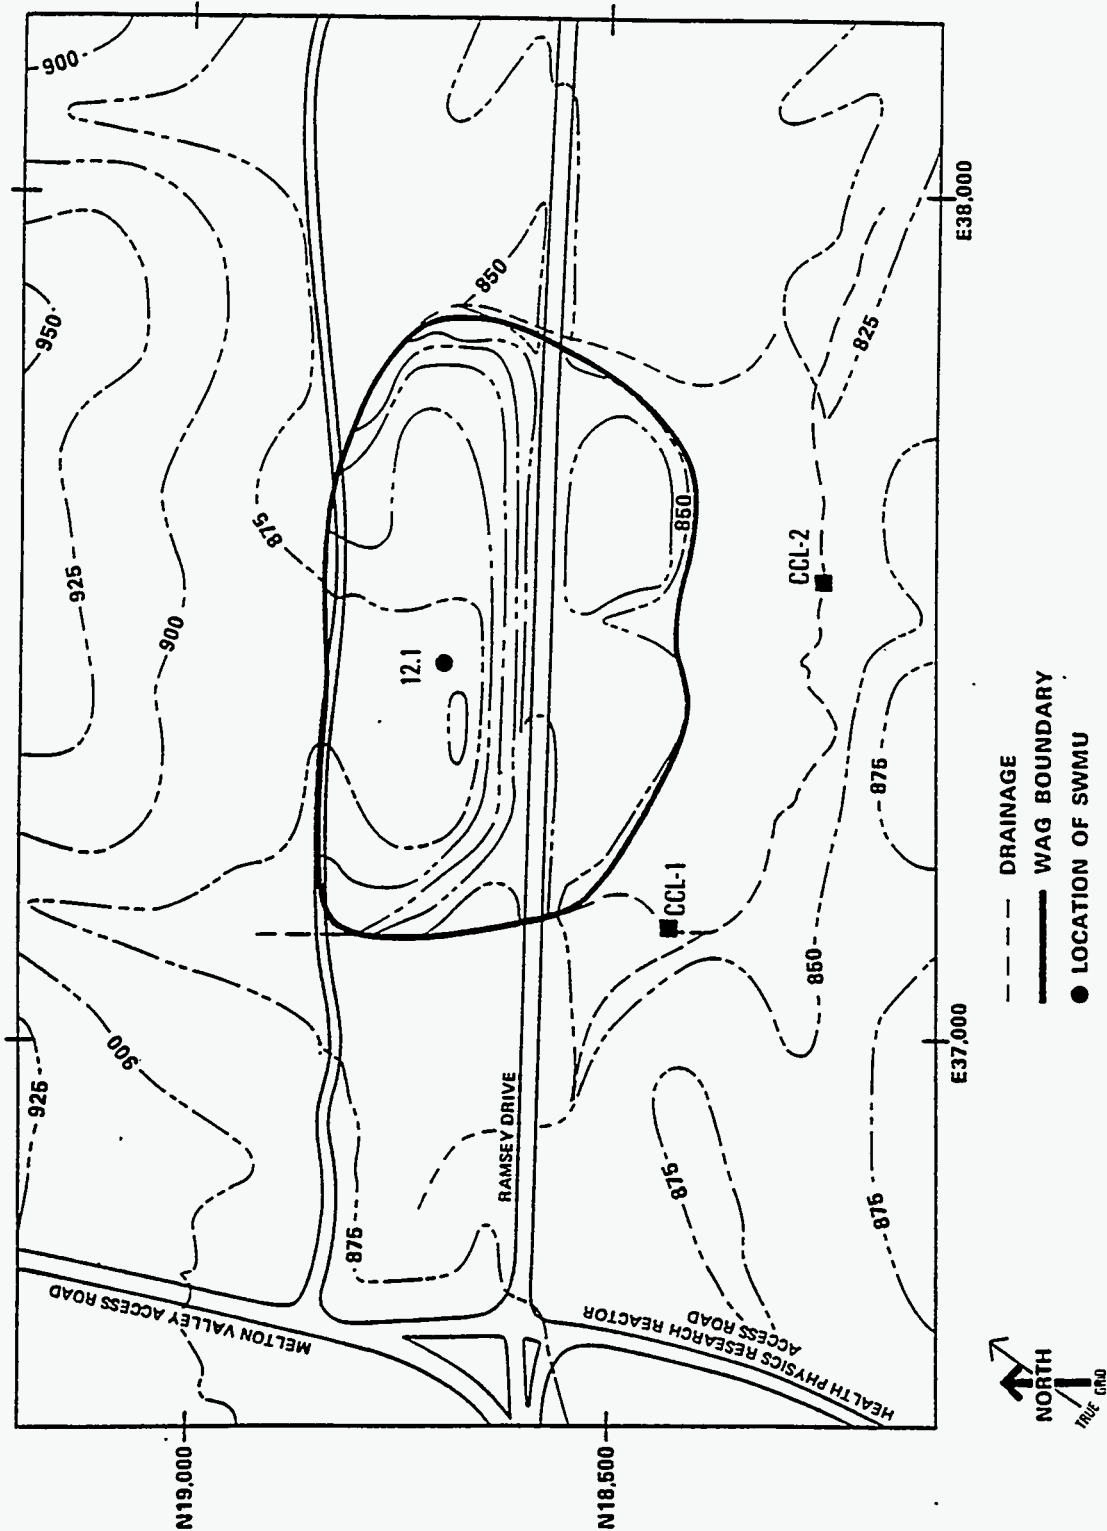 900
950
925
900
875
850
850
825
12.1
CCL-2
CCL-1
875
850
925
900
875
875
875
RAMSEY DRIVE
MELTON VALLEY ACCESS ROAD
HEALTH PHYSICS RESEARCH REACTOR
ACCESS ROAD
N19,000
N18,500
E38,000
E37,000
DRAINAGE
WAG BOUNDARY
LOCATION OF SWMU
NORTH
TRUE
GRID